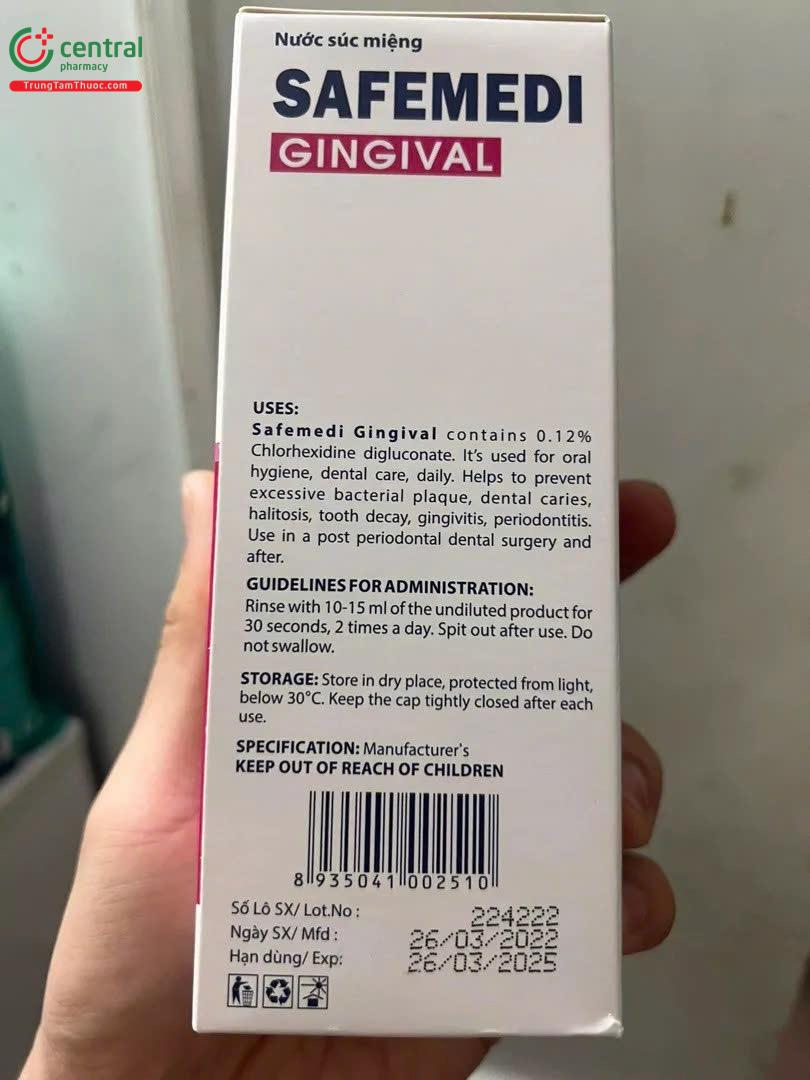 central
pharmacy
TrungTamThuoc.com
Nước súc miệng
SAFEMEDI
GINGIVAL
USES:
Safemedi Gingival contains 0.12%
Chlorhexidine digluconate. It's used for oral
hygiene, dental care, daily. Helps to prevent
excessive bacterial plaque, dental caries,
halitosis, tooth decay, gingivitis, periodontitis.
Use in a post periodontal dental surgery and
after.
GUIDELINES FOR ADMINISTRATION:
Rinse with 10-15 ml of the undiluted product for
30 seconds, 2 times a day. Spit out after use. Do
not swallow.
STORAGE: Store in dry place, protected from light,
below 30°C. Keep the cap tightly closed after each
use.
SPECIFICATION: Manufacturer's
KEEP OUT OF REACH OF CHILDREN
8 935041 002510
Số Lô SX/ Lot.No : 224222
Ngày SX/ Mfd : 26/03/2022
Hạn dùng/ Exp: 26/03/2025